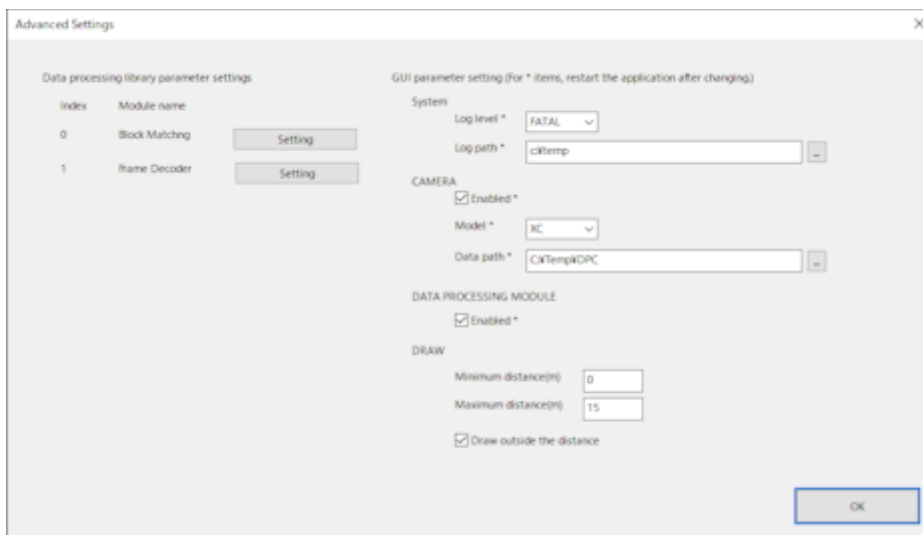 Advanced Settings
Data processing library parameter settings
Index Module name
0 Block Matchng Setting
1 frame Decoder Setting
GUI parameter setting (For * items, restart the application after changing.)
System
Log level * FATAL
Log path * c:¥temp ...
CAMERA
Enabled *
Model * XC
Data path * C:¥Temp¥DPC ...
DATA PROCESSING MODULE
Enabled *
DRAW
Minimum distance(m) 0
Maximum distance(m) 15
Draw outside the distance
OK